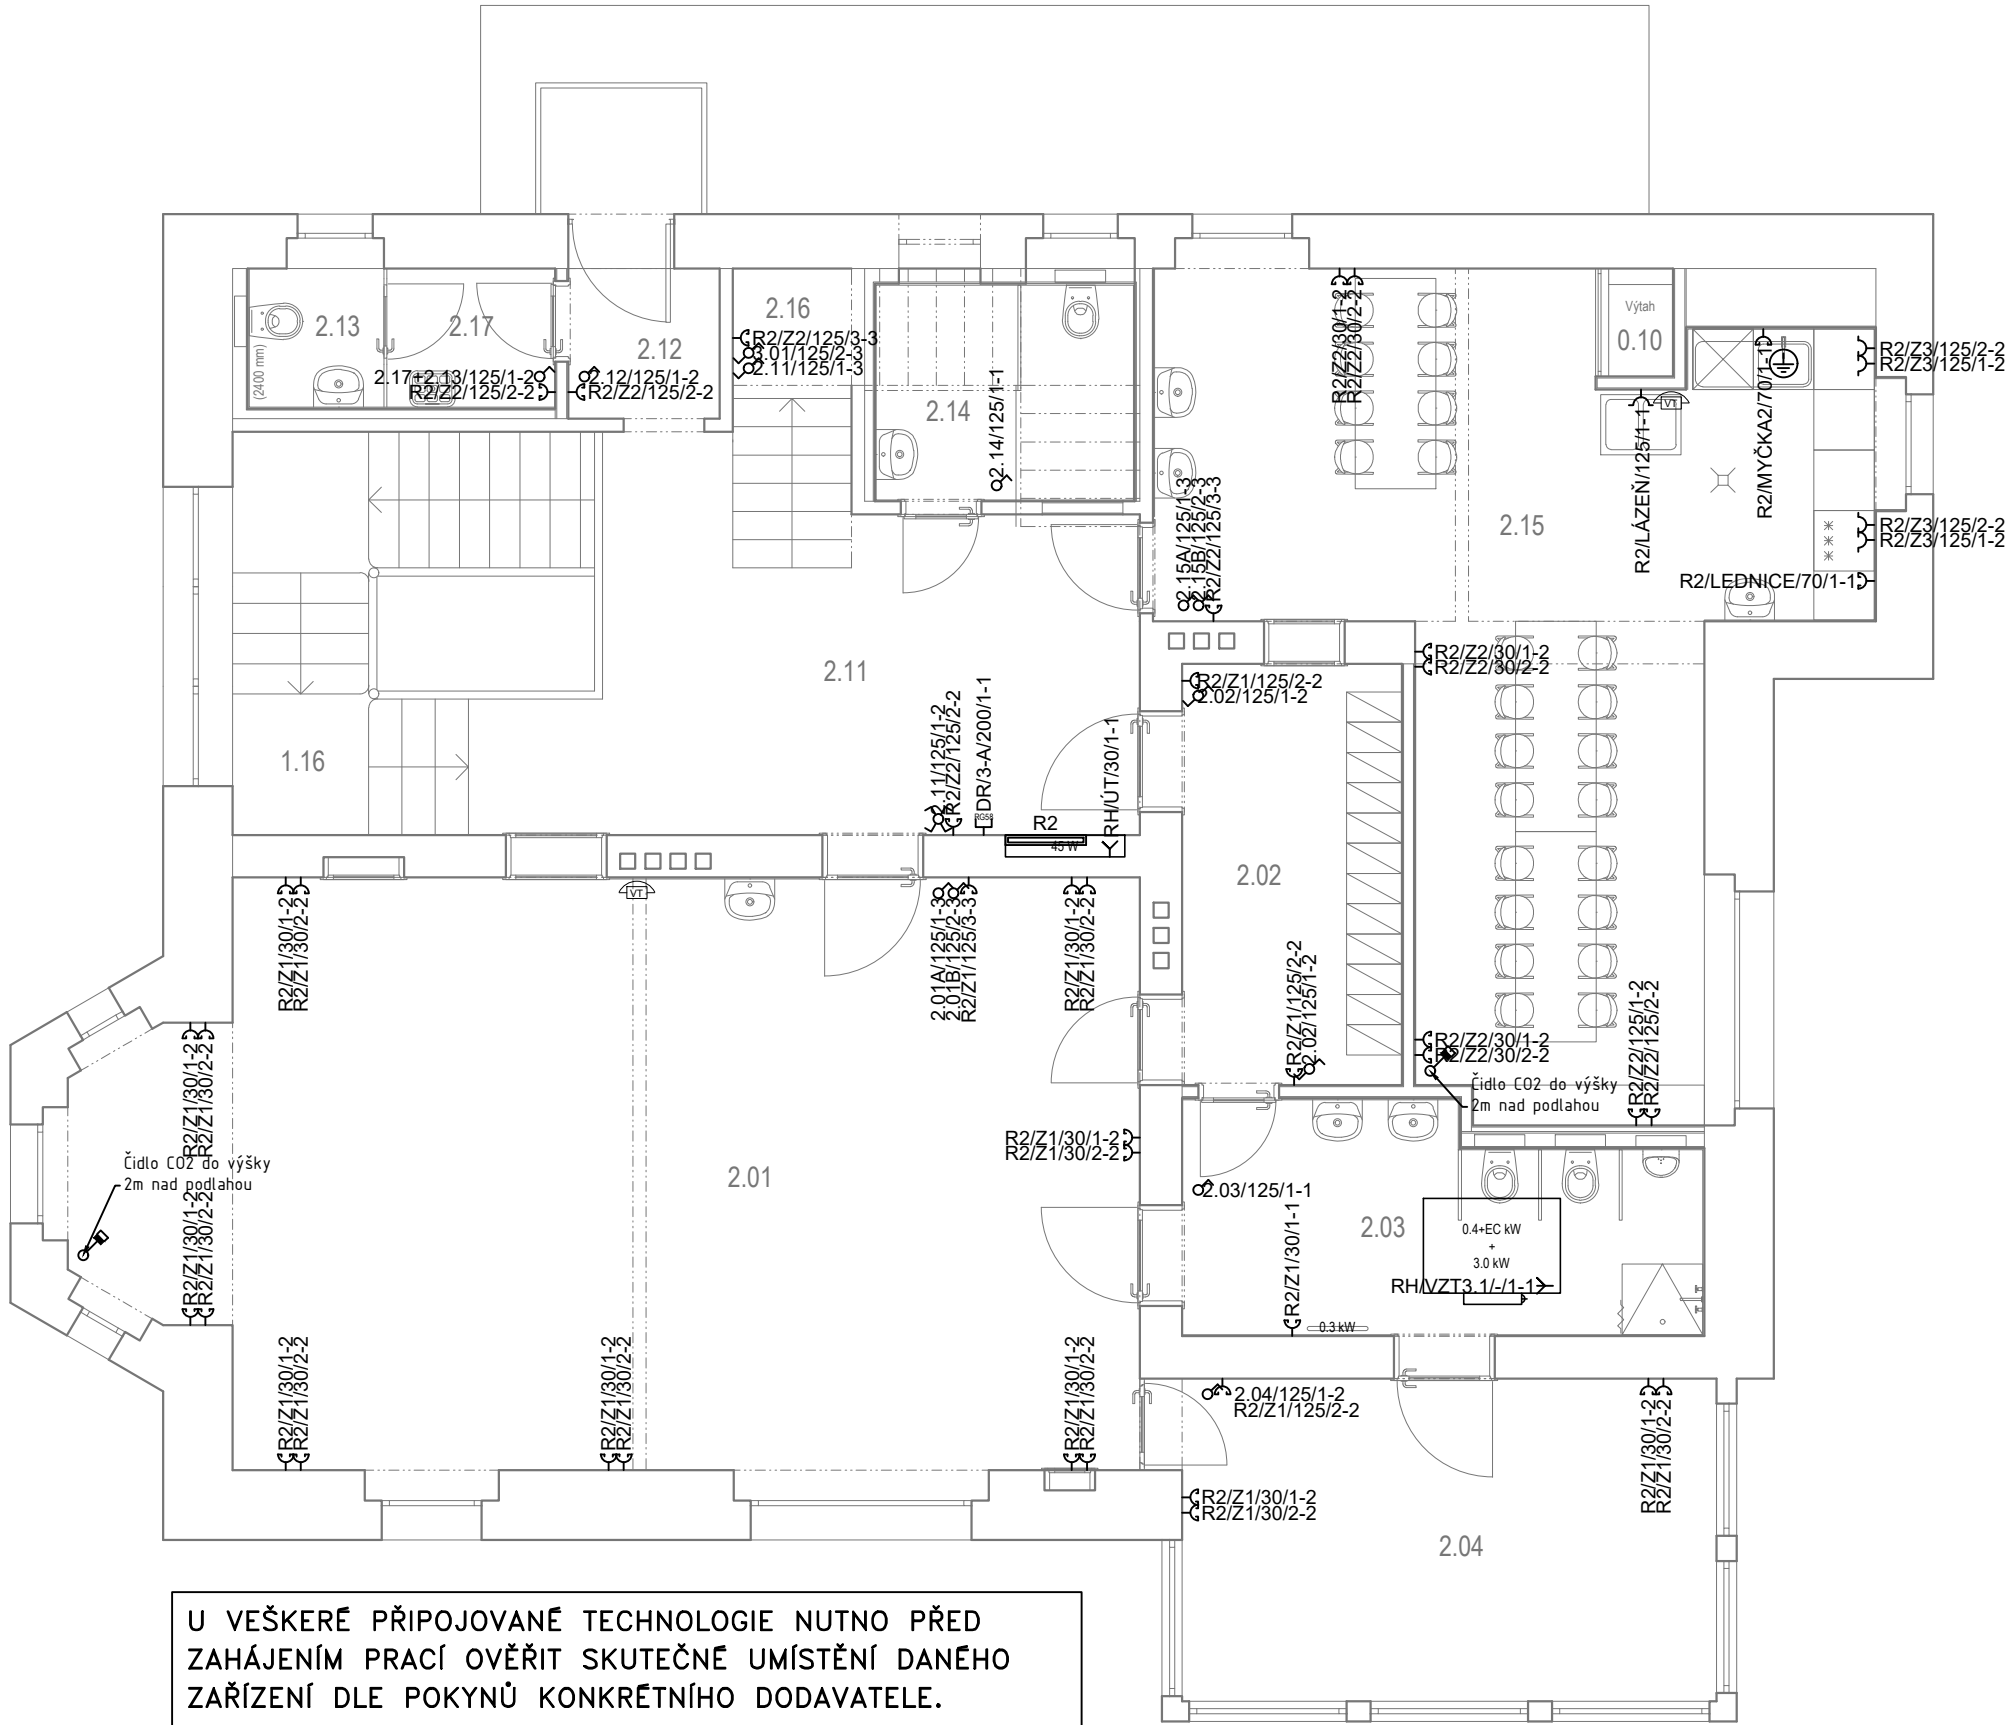 2.16
2.13
2.17
2.12
(2400 mm)
R2/Z2/125/3-3
3.01/125/2-3
2.11/125/1-3
2.17+2.13/125/1-2
R2/Z2/125/2-2
2.12/125/1-2
R2/Z2/125/2-2
2.14
2.14/125/1-1
R2/Z2/30/1-2
R2/Z2/30/2-2
Výtah
0.10
R2/LÁZEŇ/125/1-1
VT
R2/MYČKA2/70/1-1
R2/Z3/125/2-2
R2/Z3/125/1-2
R2/Z3/125/2-2
R2/Z3/125/1-2
R2/LEDNICE/70/1-1
2.15
2.15A/125/1-3
2.15B/125/2-3
R2/Z2/125/3-3
1.16
2.11
2.11/125/1-2
R2/Z2/125/2-2
DR/3-A/200/1-1
RG58
R2
45 W
RH/ÚT/30/1-1
R2/Z1/125/2-2
2.02/125/1-2
R2/Z2/30/1-2
R2/Z2/30/2-2
2.02
R2/Z1/30/1-2
R2/Z1/30/2-2
VT
2.01A/125/1-3
2.01B/125/2-3
R2/Z1/125/3-3
R2/Z1/30/1-2
R2/Z1/30/2-2
R2/Z1/125/2-2
2.02/125/1-2
R2/Z2/30/1-2
R2/Z2/30/2-2
Čidlo CO2 do výšky
2m nad podlahou
R2/Z2/125/1-2
R2/Z2/125/2-2
R2/Z1/30/1-2
R2/Z1/30/2-2
Čidlo CO2 do výšky
2m nad podlahou
R2/Z1/30/1-2
R2/Z1/30/2-2
2.01
R2/Z1/30/1-2
R2/Z1/30/2-2
2.03/125/1-1
R2/Z1/30/1-1
2.03
0.4+EC kW
+
3.0 kW
RH/VZT3.1/-/1-1
0.3 kW
R2/Z1/30/1-2
R2/Z1/30/2-2
R2/Z1/30/1-2
R2/Z1/30/2-2
R2/Z1/30/1-2
R2/Z1/30/2-2
2.04/125/1-2
R2/Z1/125/2-2
R2/Z1/30/1-2
R2/Z1/30/2-2
R2/Z1/30/1-2
R2/Z1/30/2-2
2.04
U VEŠKERÉ PŘIPOJOVANÉ TECHNOLOGIE NUTNO PŘED
ZAHÁJENÍM PRACÍ OVĚŘIT SKUTEČNÉ UMÍSTĚNÍ DANÉHO
ZAŘÍZENÍ DLE POKYNŮ KONKRÉTNÍHO DODAVATELE.